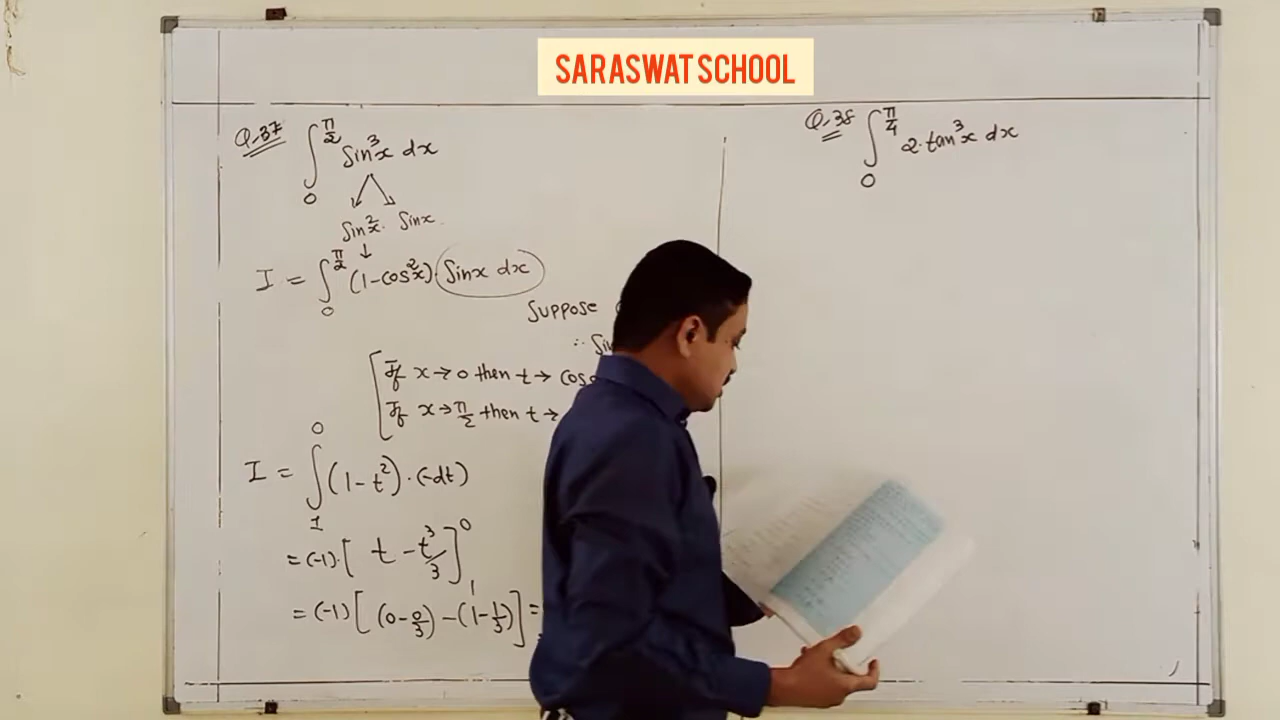 SARASWAT SCHOOL
Q.37 ∫₀^{π/2} Sin³x dx
Sin²x · Sinx
I = ∫₀^{π/2} (1-cos²x)·Sinx dx
Suppose
∴ Sin
If x→0 then t→ cos
If x→π/2 then t→
I = ∫₁⁰ (1-t²)·(-dt)
= (-1)·[t - t³/3]₁⁰
= (-1)[(0-0/3) - (1-1/3)] =
Q.38 ∫₀^{π/4} 2·tan³x dx